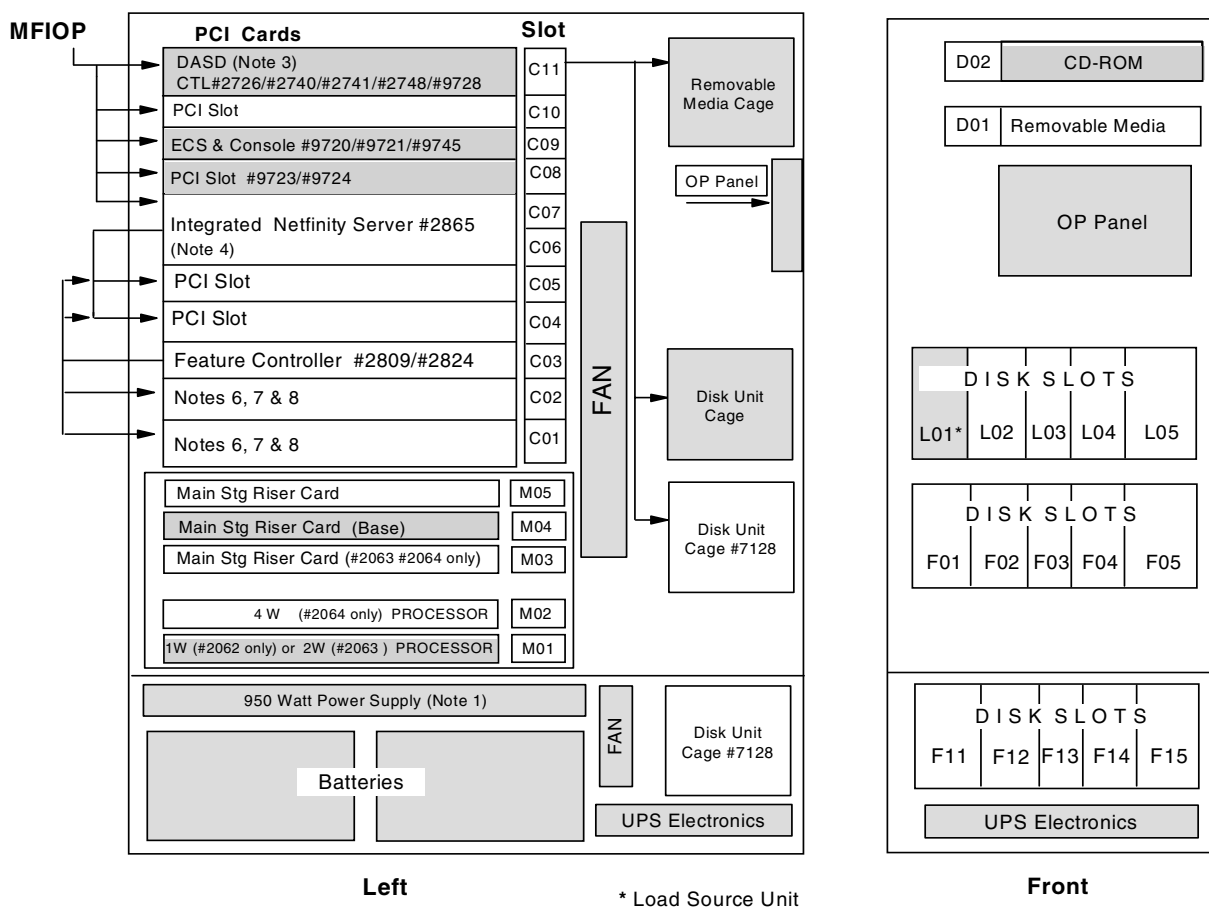 MFIOP
PCI Cards
Slot
DASD (Note 3)
CTL#2726/#2740/#2741/#2748/#9728
C11
PCI Slot
C10
ECS & Console #9720/#9721/#9745
C09
PCI Slot #9723/#9724
C08
C07
Integrated Netfinity Server #2865
(Note 4)
C06
PCI Slot
C05
PCI Slot
C04
Feature Controller #2809/#2824
C03
Notes 6, 7 & 8
C02
Notes 6, 7 & 8
C01
Main Stg Riser Card
M05
Main Stg Riser Card (Base)
M04
Main Stg Riser Card (#2063 #2064 only)
M03
4 W (#2064 only) PROCESSOR
M02
1W (#2062 only) or 2W (#2063 ) PROCESSOR
M01
FAN
Removable
Media Cage
OP Panel
Disk Unit
Cage
Disk Unit
Cage #7128
950 Watt Power Supply (Note 1)
Batteries
FAN
Disk Unit
Cage #7128
UPS Electronics
Left
* Load Source Unit
D02
CD-ROM
D01
Removable Media
OP Panel
DISK SLOTS
L01* L02 L03 L04 L05
DISK SLOTS
F01 F02 F03 F04 F05
DISK SLOTS
F11 F12 F13 F14 F15
UPS Electronics
Front